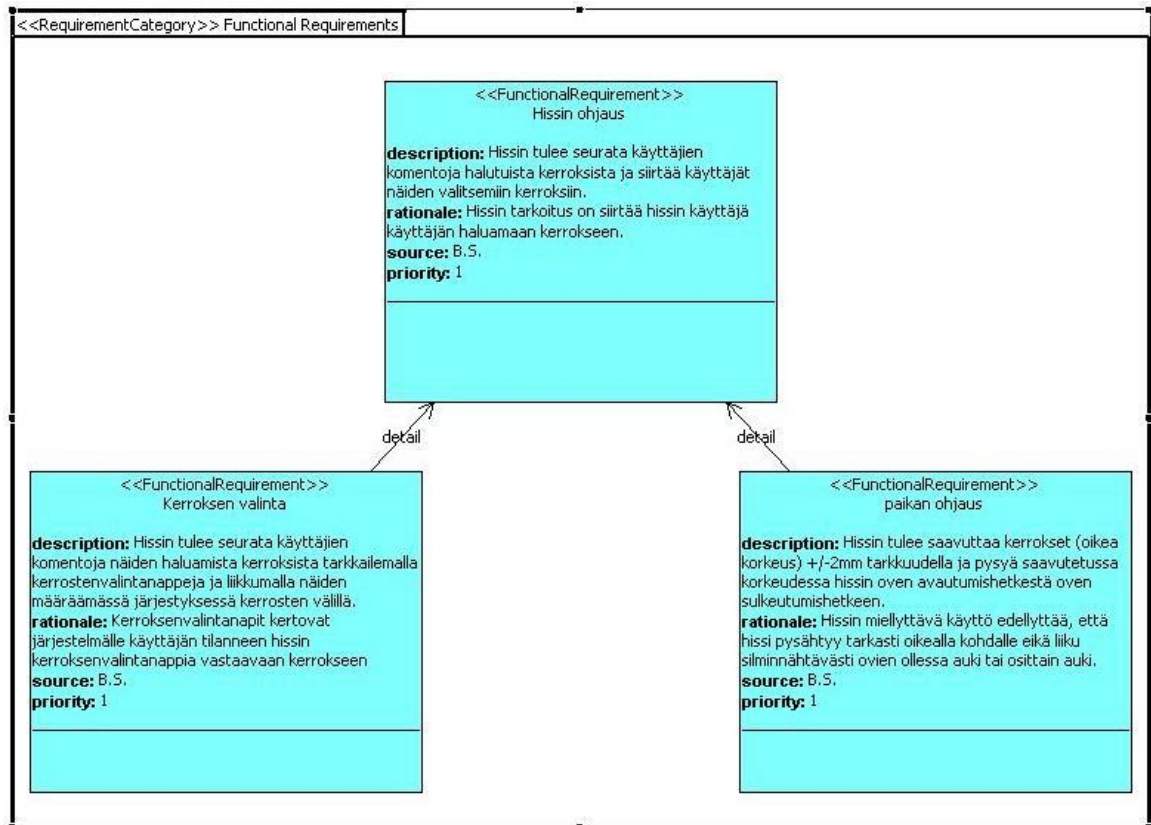 <<RequirementCategory>> Functional Requirements
<<FunctionalRequirement>>
Hissin ohjaus
description: Hissin tulee seurata käyttäjien
komentoja halutuista kerroksista ja siirtää käyttäjät
näiden valitsemiin kerroksiin.
rationale: Hissin tarkoitus on siirtää hissin käyttäjä
käyttäjän haluamaan kerrokseen.
source: B.S.
priority: 1
detail
detail
<<FunctionalRequirement>>
Kerroksen valinta
description: Hissin tulee seurata käyttäjien
komentoja näiden haluamista kerroksista tarkkailemalla
kerrostenvalintanappeja ja liikkumalla näiden
määräämässä järjestyksessä kerrosten välillä.
rationale: Kerroksenvalintanapit kertovat
järjestelmälle käyttäjän tilanneen hissin
kerroksenvalintanappia vastaavaan kerrokseen
source: B.S.
priority: 1
<<FunctionalRequirement>>
paikan ohjaus
description: Hissin tulee saavuttaa kerrokset (oikea
korkeus) +/-2mm tarkkuudella ja pysyä saavutetussa
korkeudessa hissin oven avautumishetkestä oven
sulkeutumishetkeen.
rationale: Hissin miellyttävä käyttö edellyttää, että
hissi pysähtyy tarkasti oikealla kohdalle eikä liiku
silminnähtävästi ovien ollessa auki tai osittain auki.
source: B.S.
priority: 1